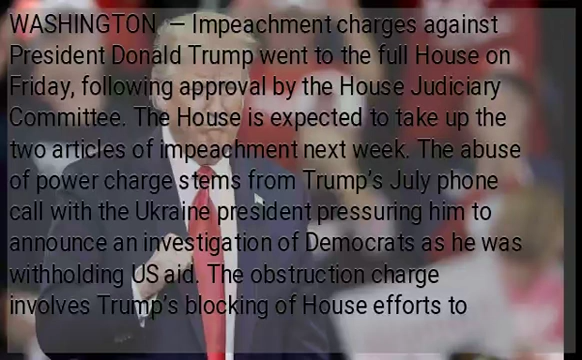 WASHINGTON — Impeachment charges against
President Donald Trump went to the full House on
Friday, following approval by the House Judiciary
Committee. The House is expected to take up the
two articles of impeachment next week. The abuse
of power charge stems from Trump’s July phone
call with the Ukraine president pressuring him to
announce an investigation of Democrats as he was
withholding US aid. The obstruction charge
involves Trump’s blocking of House efforts to